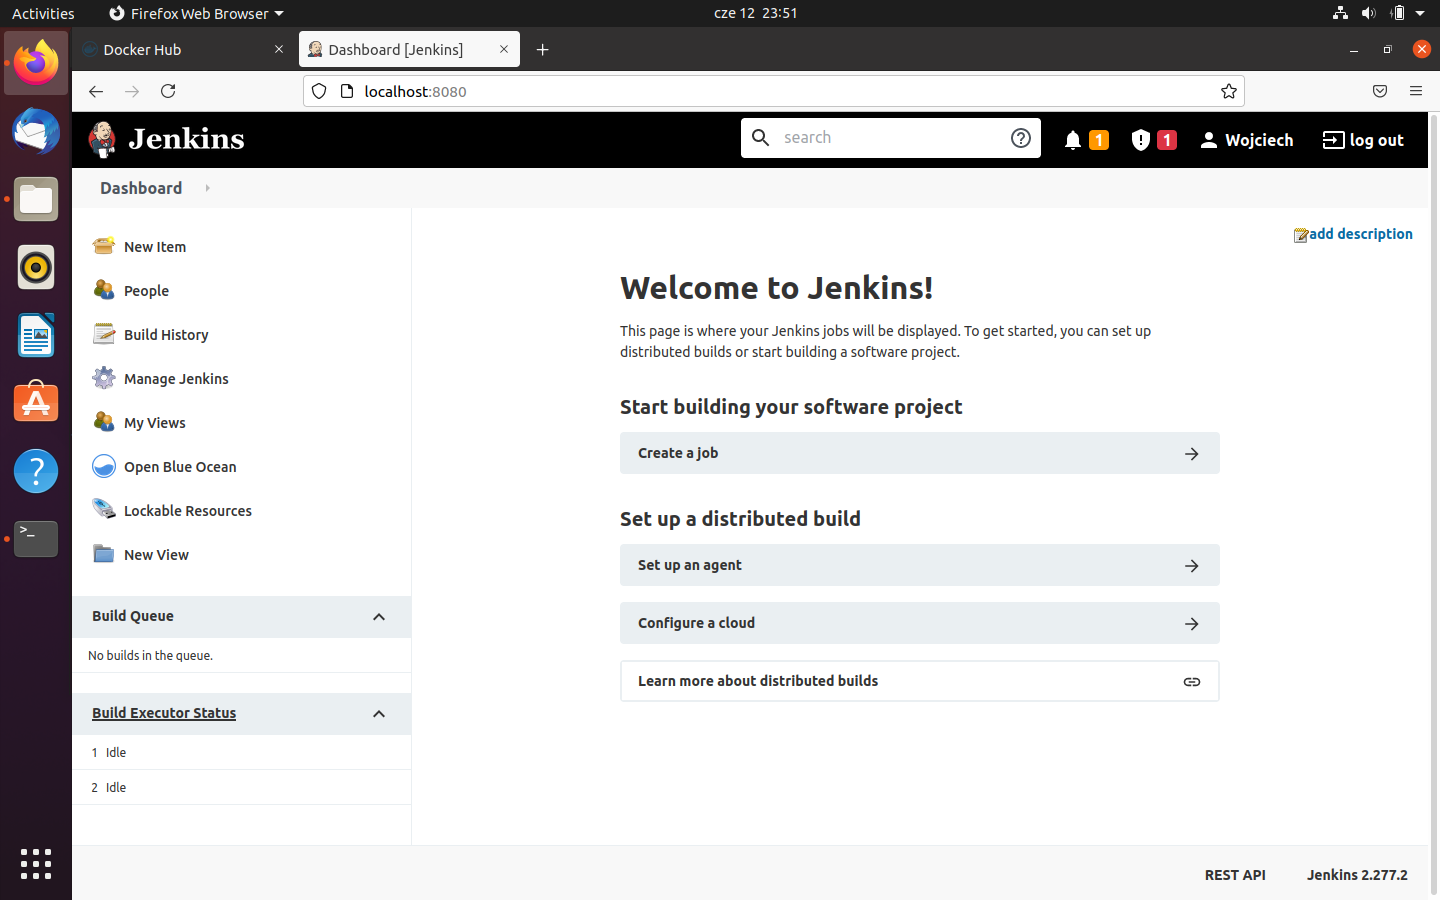 Activities
Firefox Web Browser
cze 12 23:51
Docker Hub
Dashboard [Jenkins]
localhost:8080
Jenkins
search
1
1
Wojciech
log out
Dashboard
New Item
People
Build History
Manage Jenkins
My Views
Open Blue Ocean
Lockable Resources
New View
Build Queue
No builds in the queue.
Build Executor Status
1 Idle
2 Idle
add description
Welcome to Jenkins!
This page is where your Jenkins jobs will be displayed. To get started, you can set up
distributed builds or start building a software project.
Start building your software project
Create a job
Set up a distributed build
Set up an agent
Configure a cloud
Learn more about distributed builds
REST API
Jenkins 2.277.2